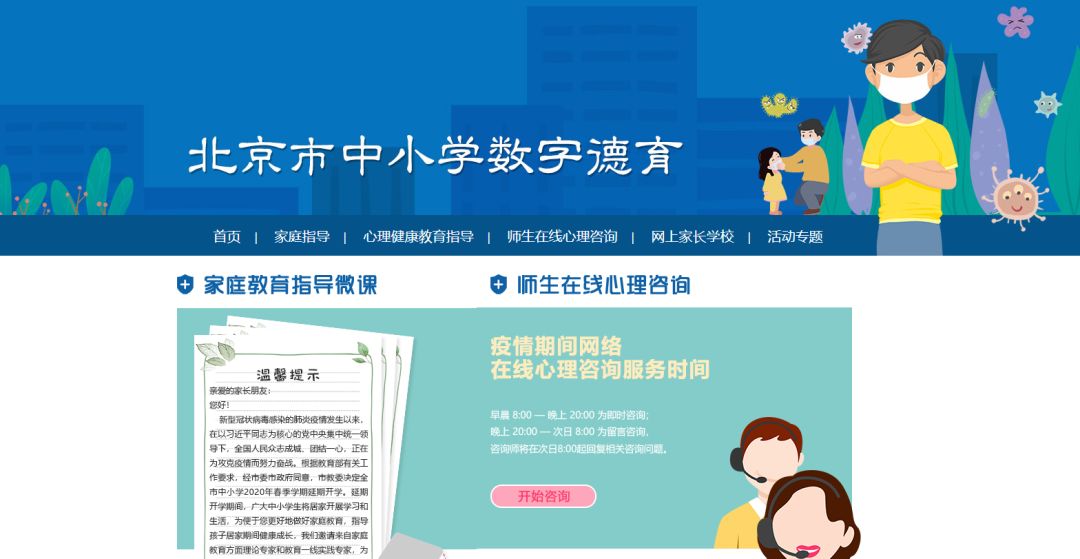 北京市中小学数字德育
首页 | 家庭指导 | 心理健康教育指导 | 师生在线心理咨询 | 网上家长学校 | 活动专题
家庭教育指导微课
温馨提示
亲爱的家长朋友：
您好！
新型冠状病毒感染的肺炎疫情发生以来，
在以习近平同志为核心的党中央集中统一领
导下，全国人民众志成城、团结一心，正在
为攻克疫情而努力奋战。根据教育部有关工
作要求，经市委市政府同意，市教委决定全
市中小学2020年春季学期延期开学。延期
开学期间，广大中小学生将居家开展学习和
生活，为便于您更好地做好家庭教育，指导
孩子居家期间健康成长，我们邀请来自家庭
教育方面理论专家和教育一线实践专家，为
师生在线心理咨询
疫情期间网络
在线心理咨询服务时间
早晨 8:00 — 晚上 20:00 为即时咨询；
晚上 20:00 — 次日 8:00 为留言咨询，
咨询师将在次日8:00起回复相关咨询问题。
开始咨询